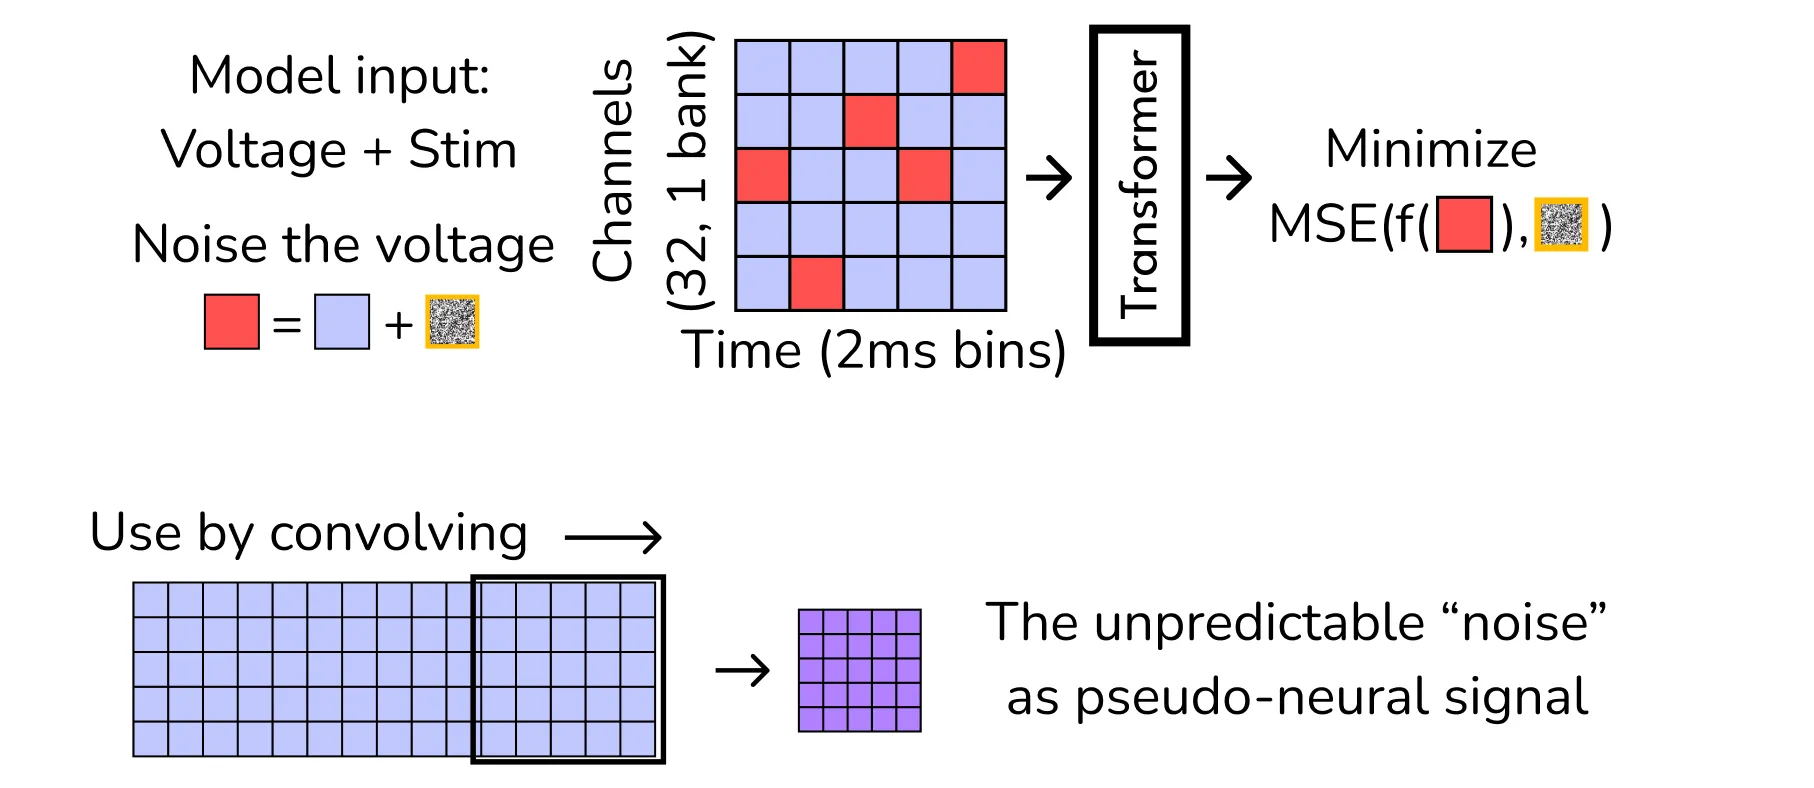 Model input:
Voltage + Stim
Noise the voltage
= +
Channels
(32, 1 bank)
Time (2ms bins)
Transformer
Minimize
MSE(f( ), )
Use by convolving
The unpredictable “noise”
as pseudo-neural signal